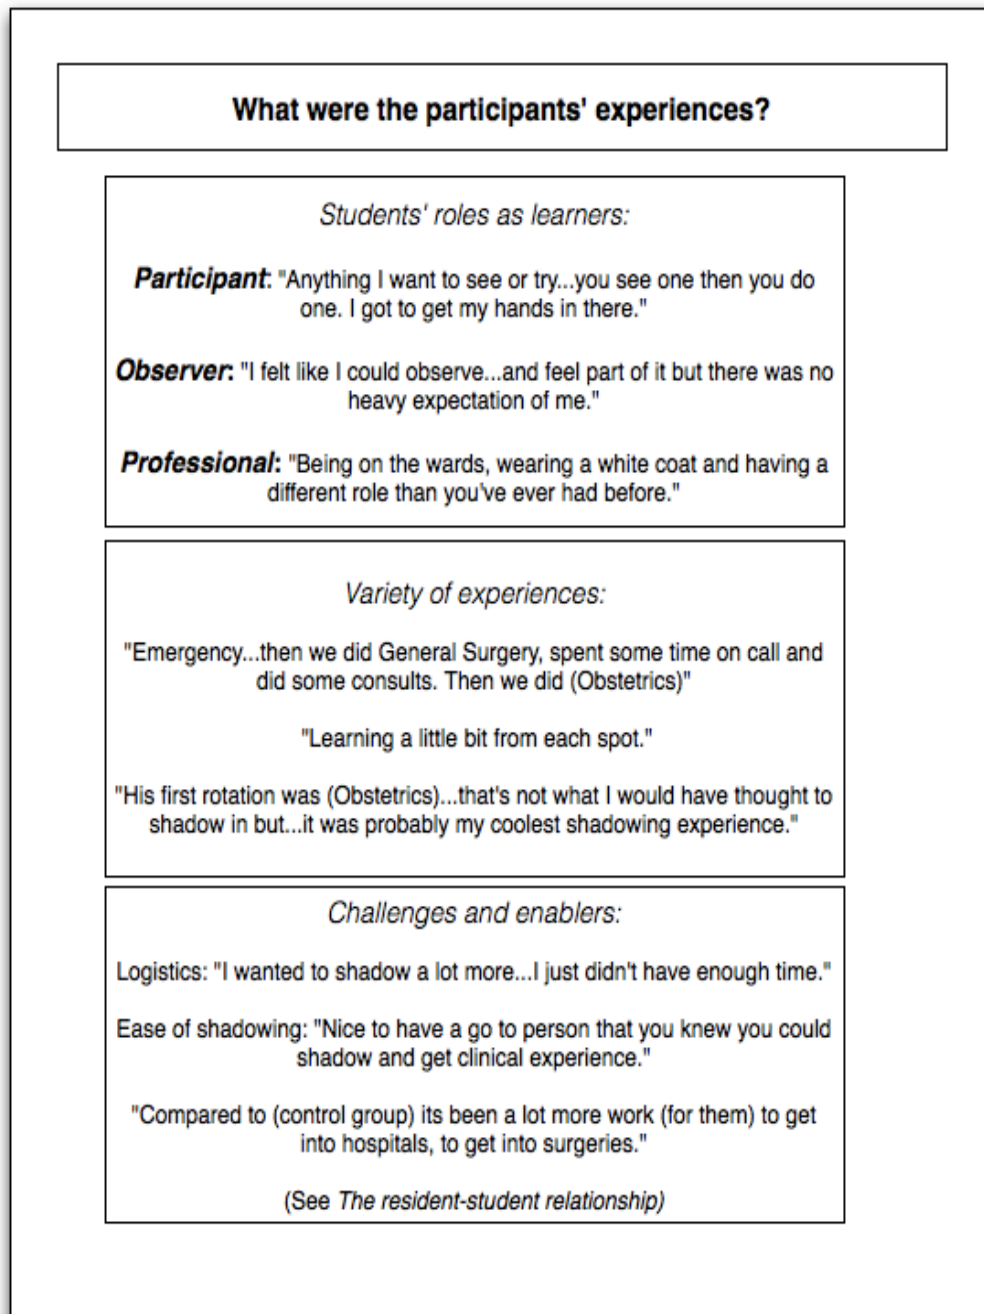 What were the participants' experiences?
Students' roles as learners:
Participant: "Anything I want to see or try...you see one then you do
one. I got to get my hands in there."
Observer: "I felt like I could observe...and feel part of it but there was no
heavy expectation of me."
Professional: "Being on the wards, wearing a white coat and having a
different role than you've ever had before."
Variety of experiences:
"Emergency...then we did General Surgery, spent some time on call and
did some consults. Then we did (Obstetrics)"
"Learning a little bit from each spot."
"His first rotation was (Obstetrics)...that's not what I would have thought to
shadow in but...it was probably my coolest shadowing experience."
Challenges and enablers:
Logistics: "I wanted to shadow a lot more...I just didn't have enough time."
Ease of shadowing: "Nice to have a go to person that you knew you could
shadow and get clinical experience."
"Compared to (control group) its been a lot more work (for them) to get
into hospitals, to get into surgeries."
(See The resident-student relationship)